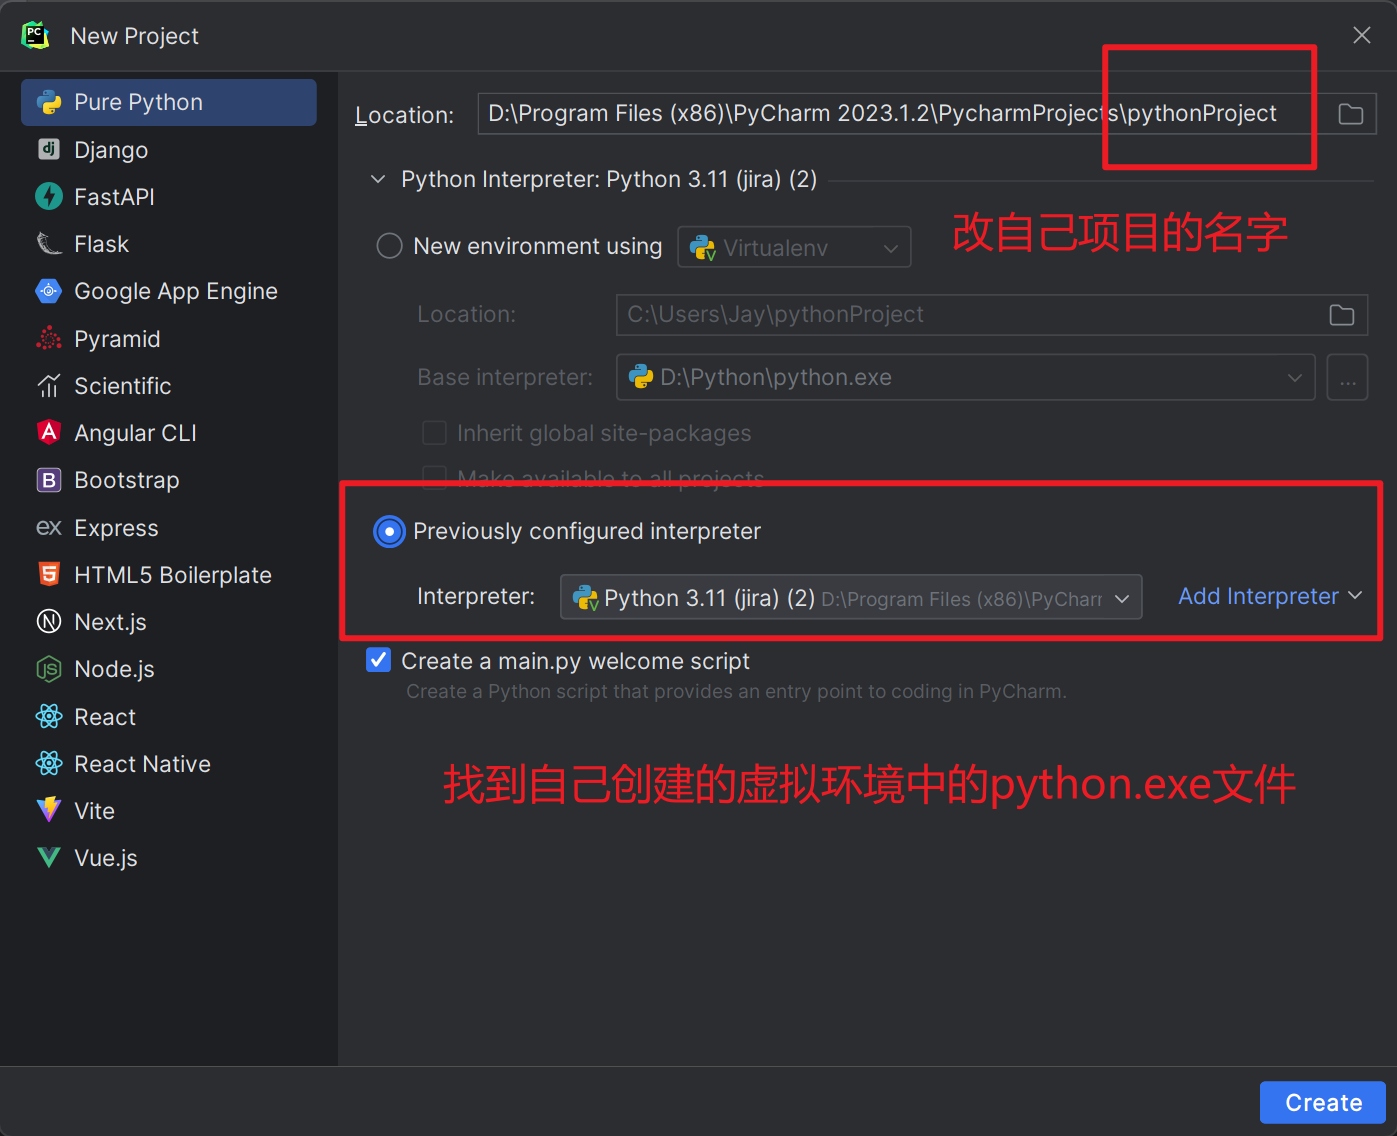 New Project
Pure Python
Django
FastAPI
Flask
Google App Engine
Pyramid
Scientific
Angular CLI
Bootstrap
Express
HTML5 Boilerplate
Next.js
Node.js
React
React Native
Vite
Vue.js
Location: D:\Program Files (x86)\PyCharm 2023.1.2\PycharmProjects\pythonProject
Python Interpreter: Python 3.11 (jira) (2)
改自己项目的名字
New environment using Virtualenv
Location: C:\Users\Jay\pythonProject
Base interpreter: D:\Python\python.exe ...
Inherit global site-packages
Make available to all projects
Previously configured interpreter
Interpreter: Python 3.11 (jira) (2) D:\Program Files (x86)\PyCharm Add Interpreter
Create a main.py welcome script
Create a Python script that provides an entry point to coding in PyCharm.
找到自己创建的虚拟环境中的python.exe文件
Create